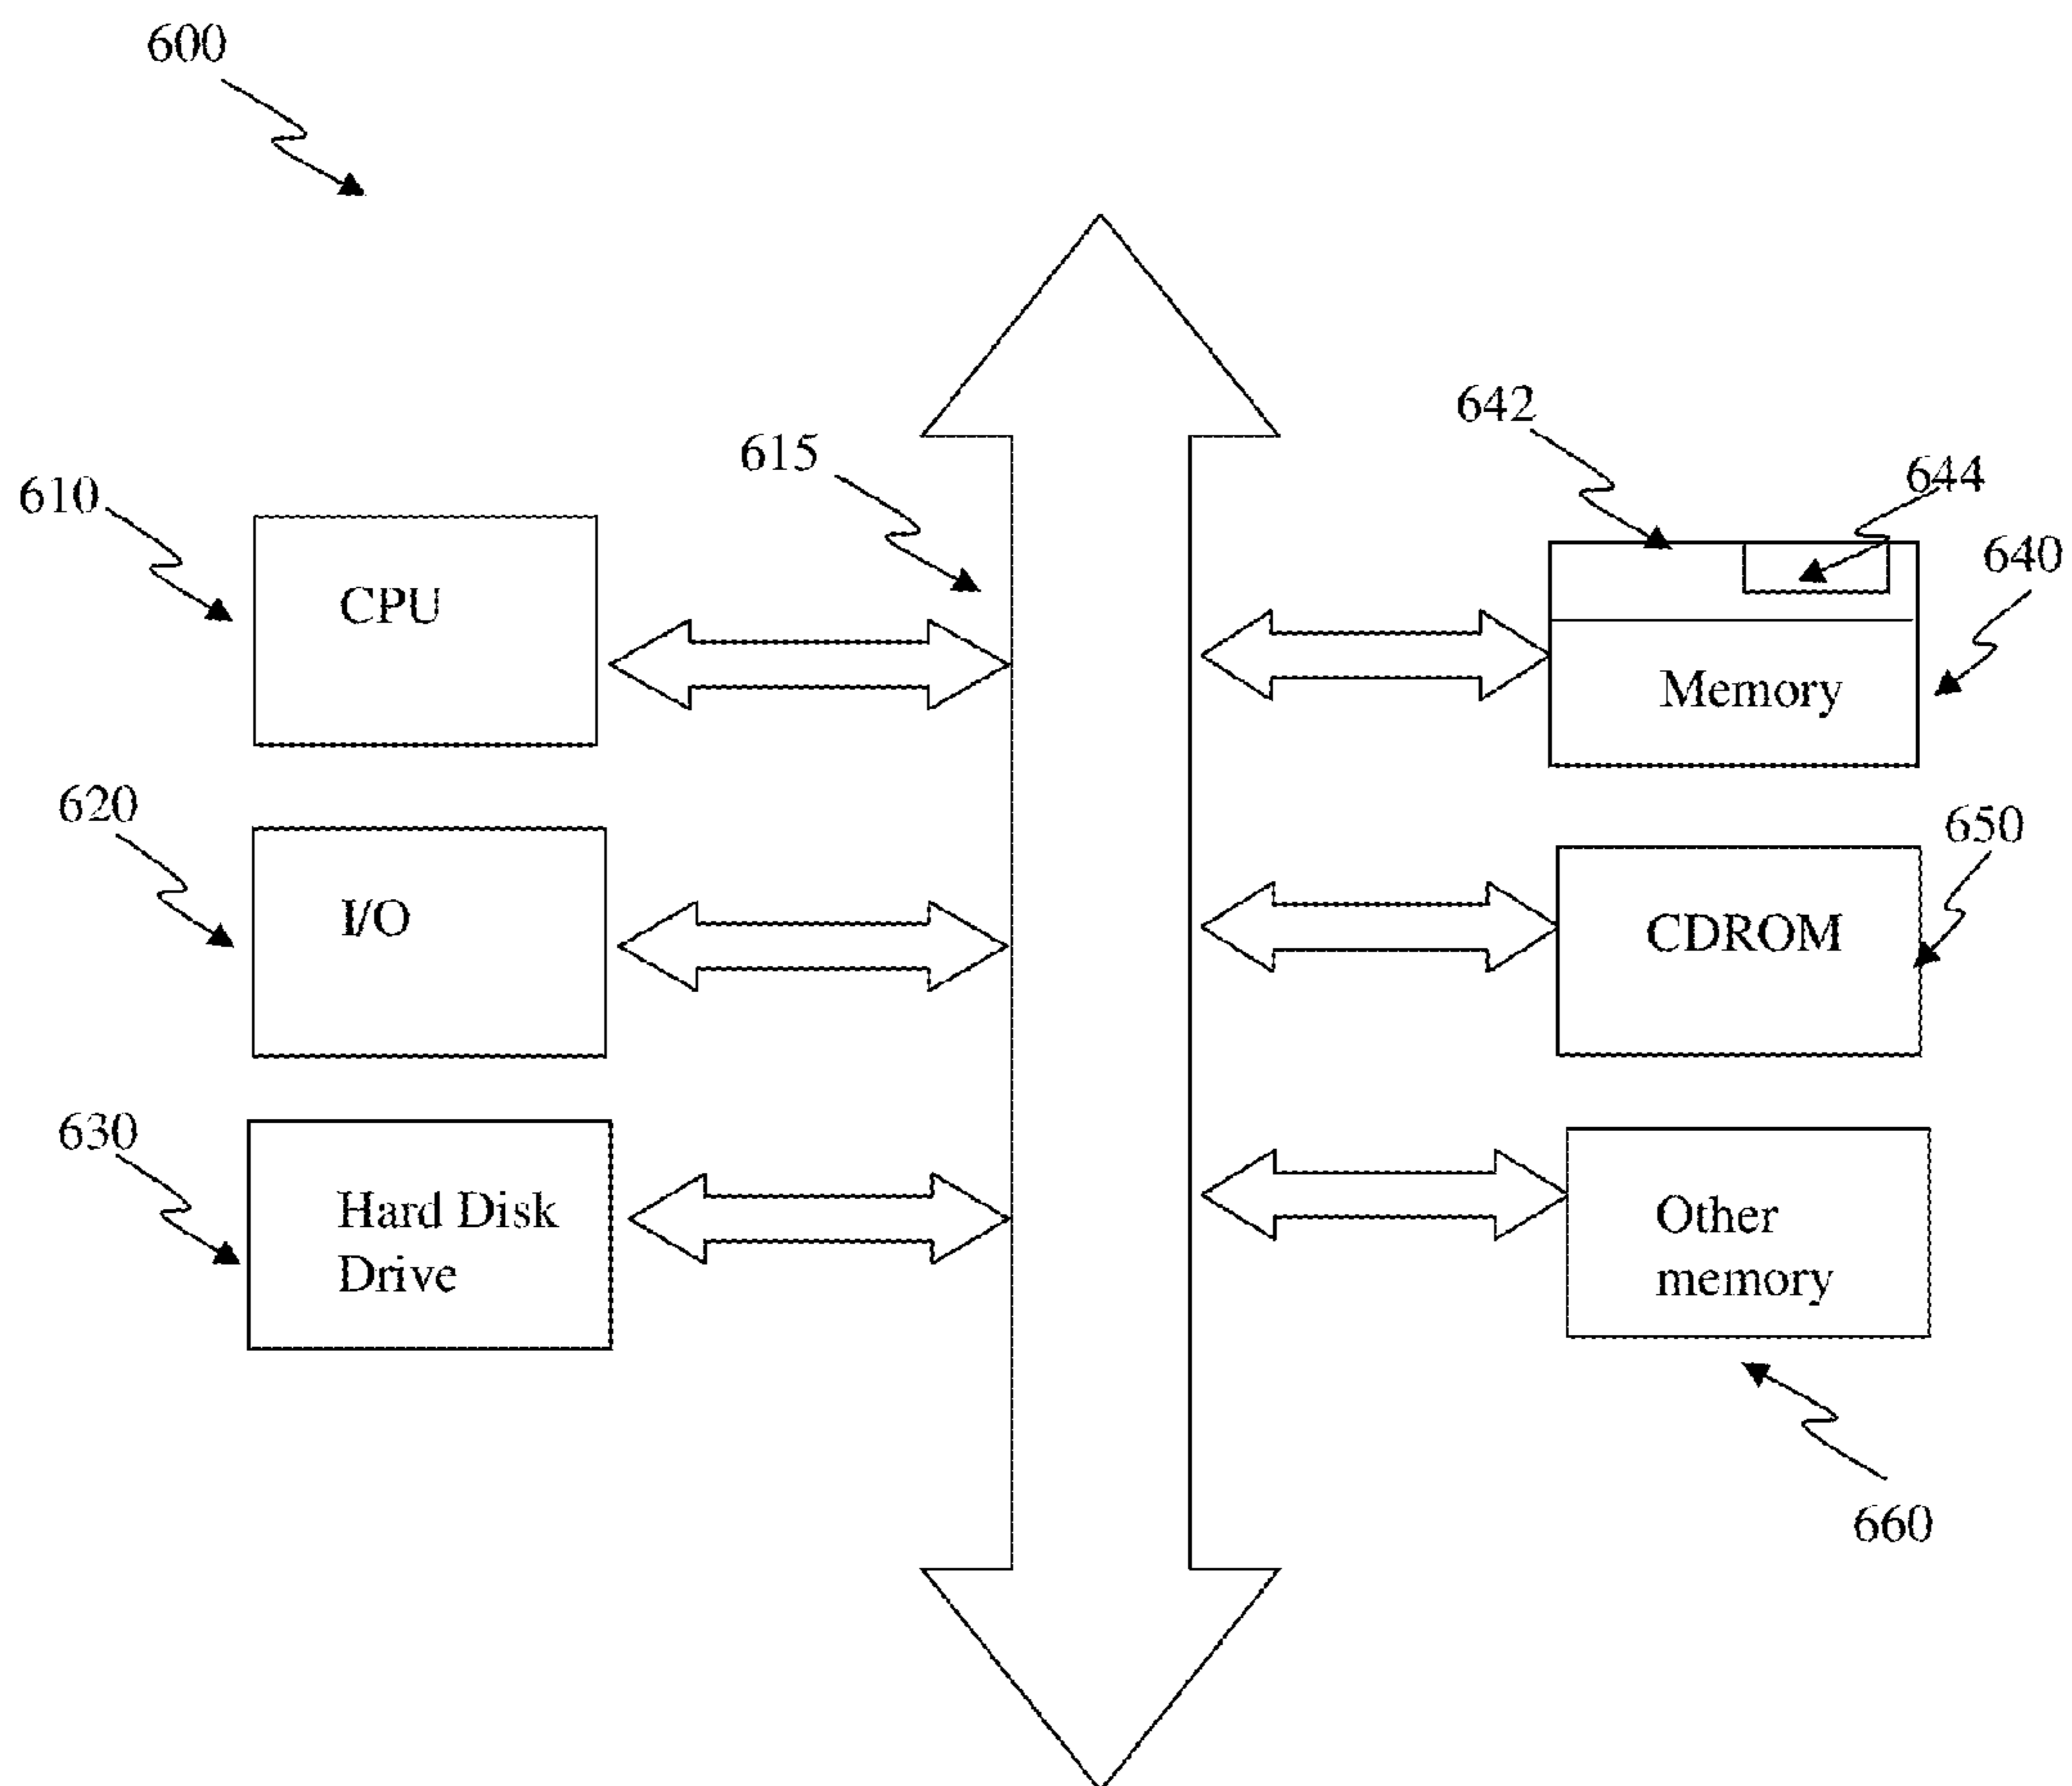 600
642
615
644
610
640
CPU
Memory
620
650
I/O
CDROM
630
Hard Disk
Drive
Other
memory
660